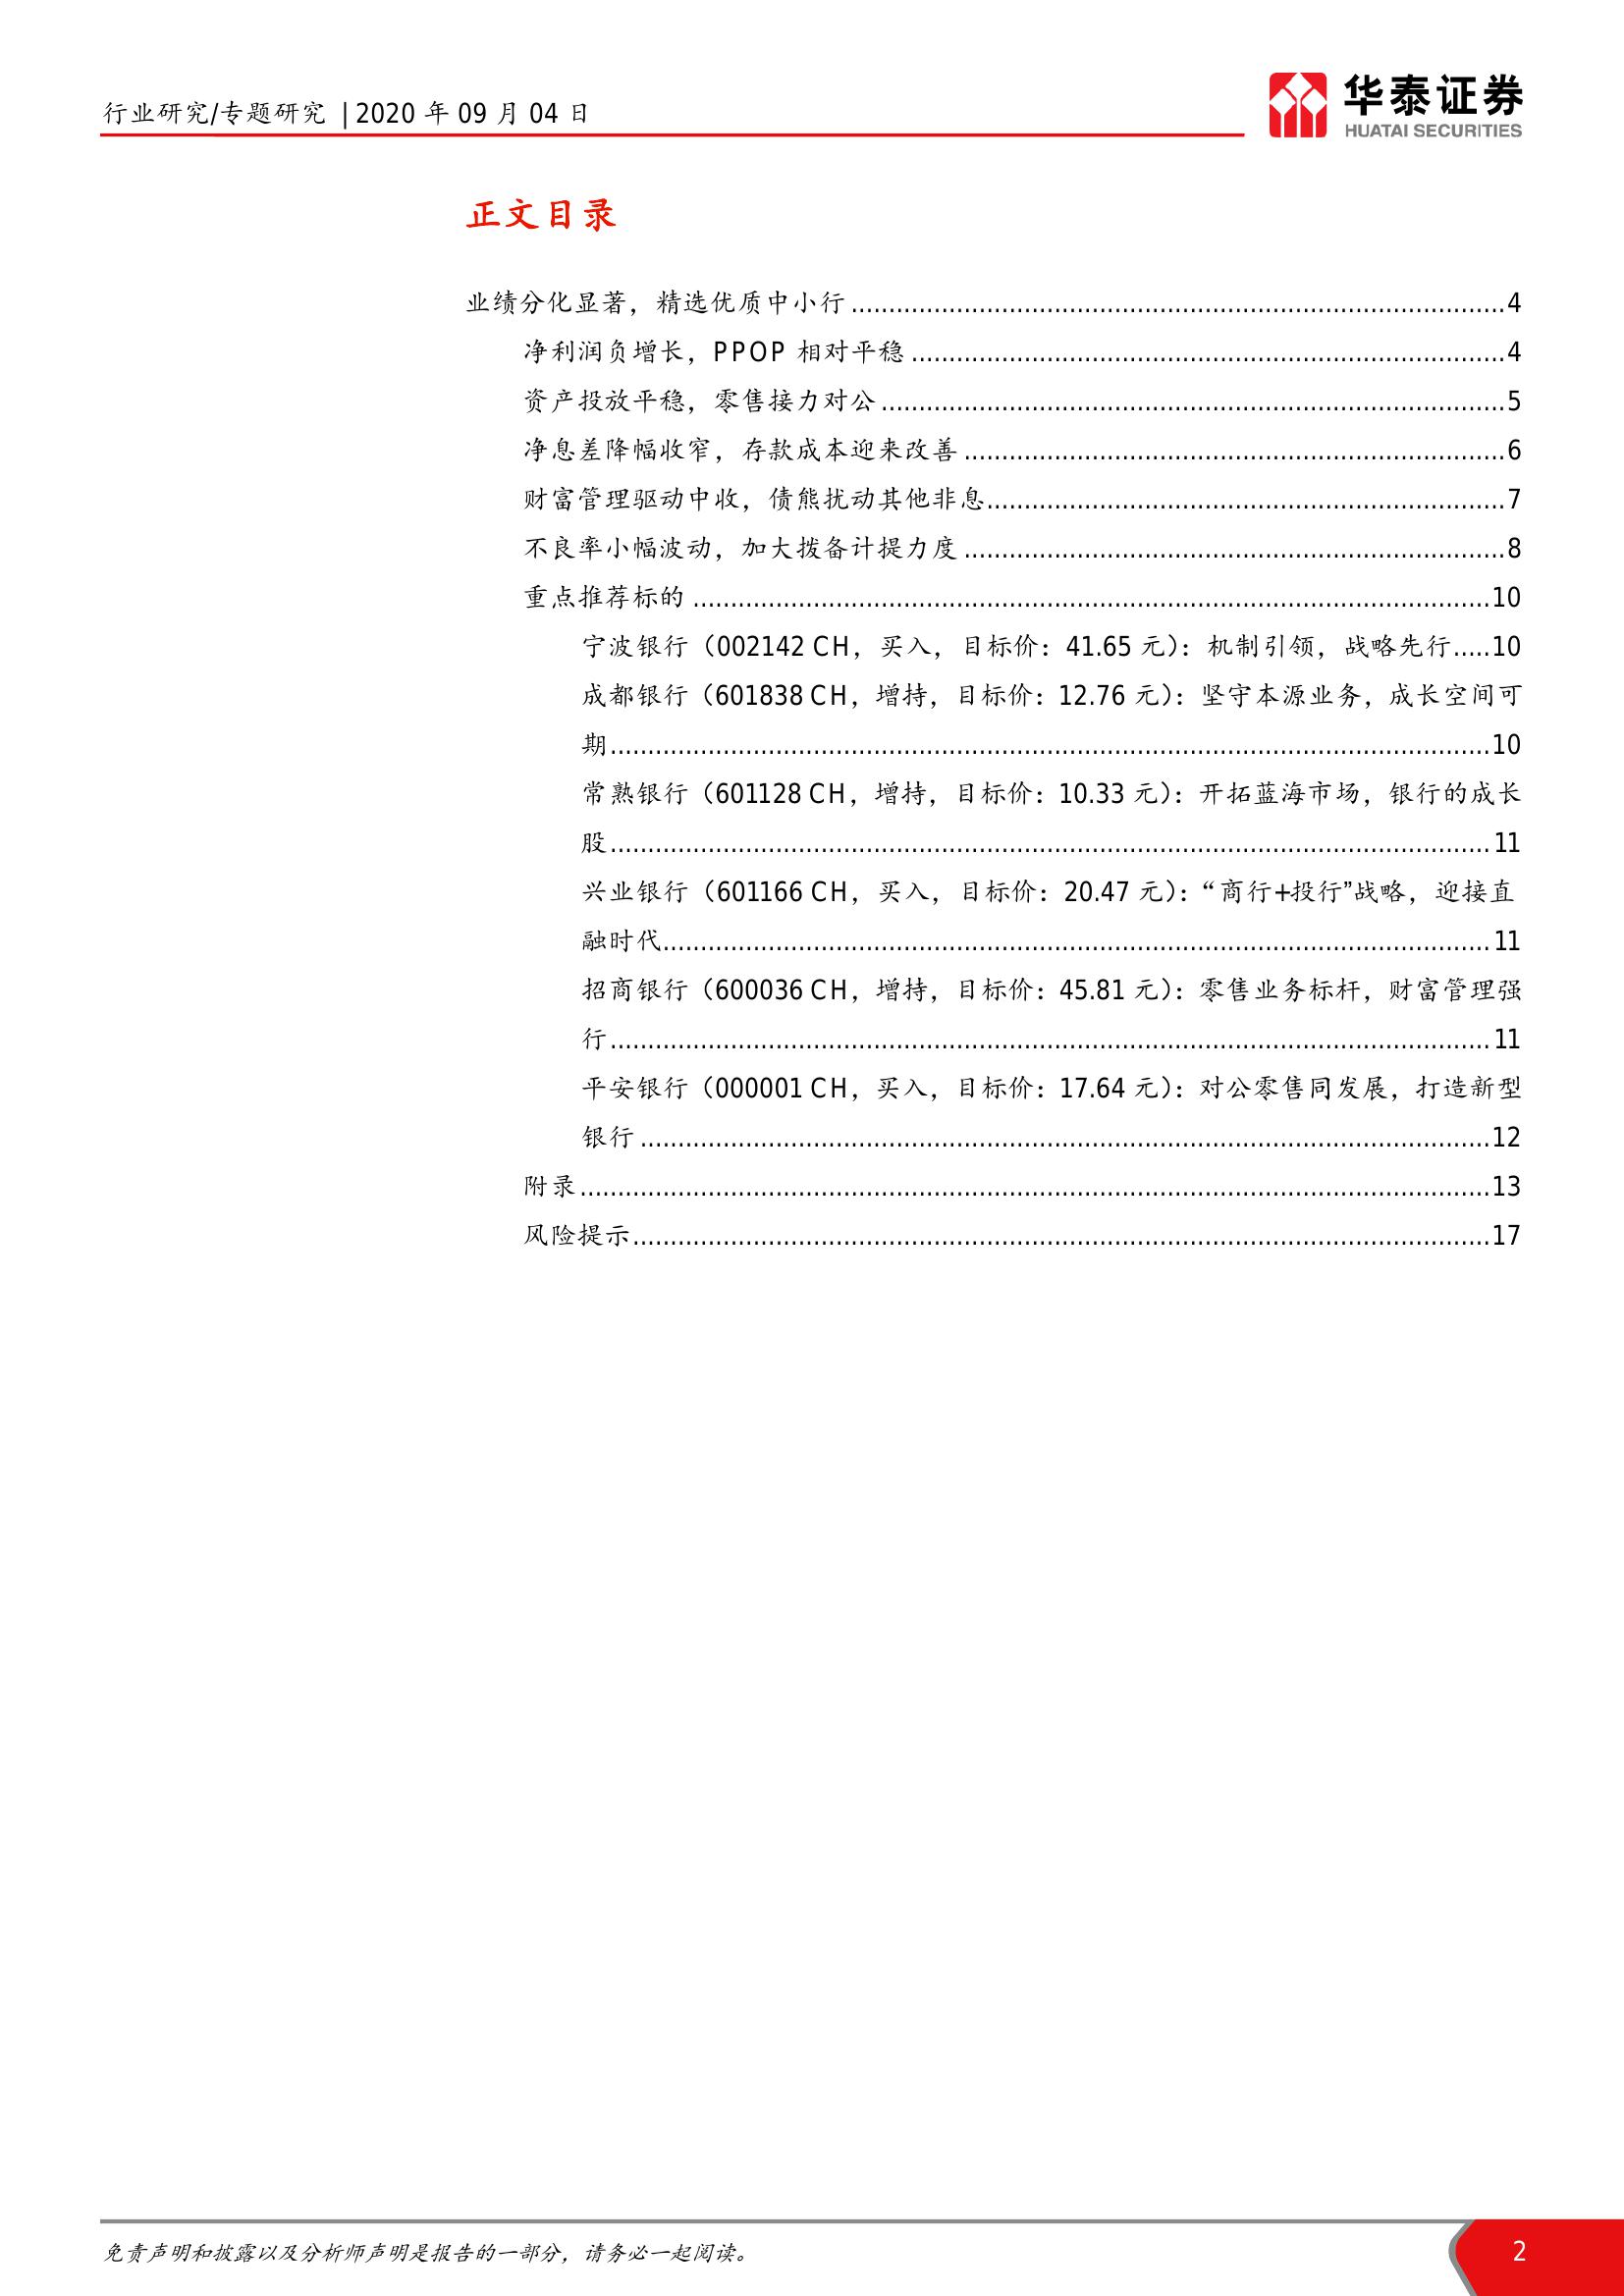 行业研究/专题研究 | 2020 年 09 月 04 日
华泰证券
HUATAI SECURITIES
正文目录
业绩分化显著，精选优质中小行........................................4
净利润负增长，PPOP 相对平稳........................................4
资产投放平稳，零售接力对公........................................5
净息差降幅收窄，存款成本迎来改善........................................6
财富管理驱动中收，债熊扰动其他非息........................................7
不良率小幅波动，加大拨备计提力度........................................8
重点推荐标的........................................10
宁波银行（002142 CH，买入，目标价：41.65 元）：机制引领，战略先行.....10
成都银行（601838 CH，增持，目标价：12.76 元）：坚守本源业务，成长空间可
期........................................10
常熟银行（601128 CH，增持，目标价：10.33 元）：开拓蓝海市场，银行的成长
股........................................11
兴业银行（601166 CH，买入，目标价：20.47 元）：“商行+投行”战略，迎接直
融时代........................................11
招商银行（600036 CH，增持，目标价：45.81 元）：零售业务标杆，财富管理强
行........................................11
平安银行（000001 CH，买入，目标价：17.64 元）：对公零售同发展，打造新型
银行........................................12
附录........................................13
风险提示........................................17
免责声明和披露以及分析师声明是报告的一部分，请务必一起阅读。
2